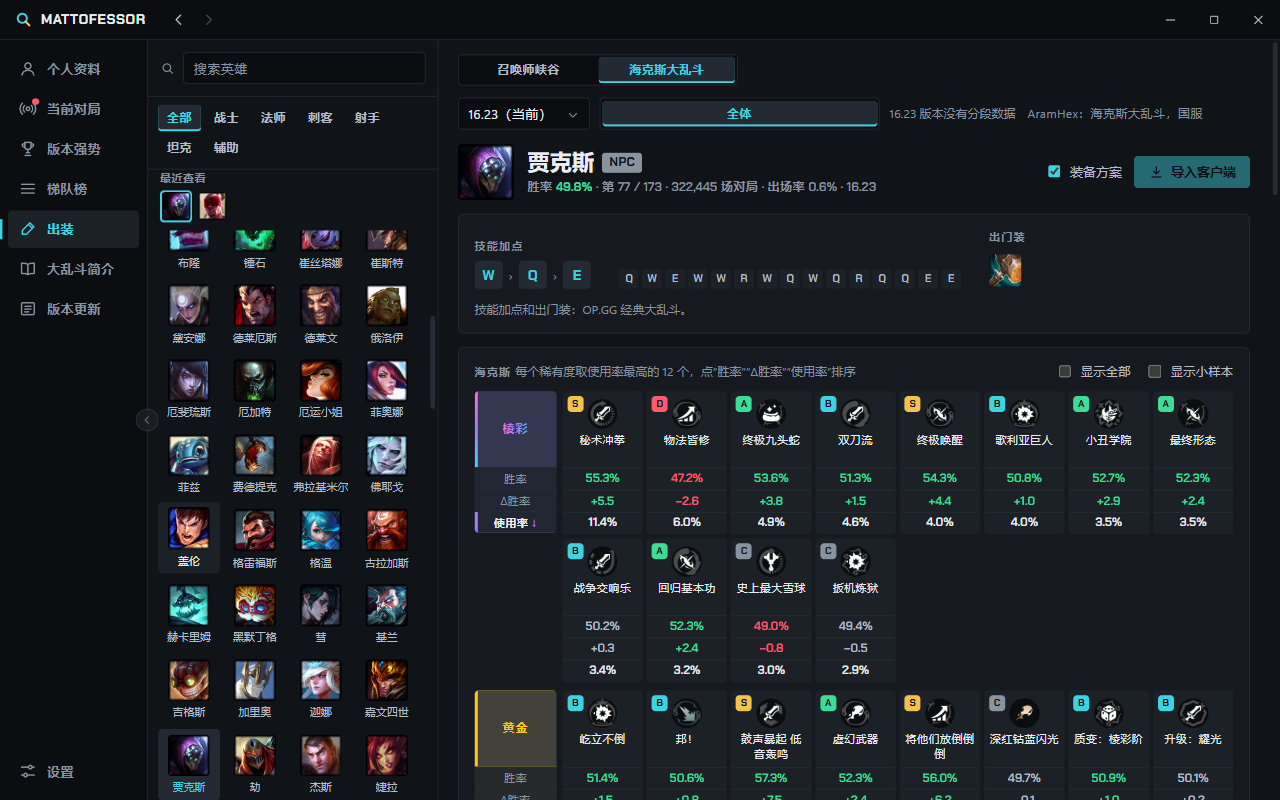 MATTOFESSOR
个人资料
当前对局
版本强势
梯队榜
出装
大乱斗简介
版本更新
设置
搜索英雄
全部 战士 法师 刺客 射手
坦克 辅助
最近查看
布隆 锤石 崔丝塔娜 崔斯特
黛安娜 德莱厄斯 德莱文 俄洛伊
厄斐琉斯 厄加特 厄运小姐 菲奥娜
菲兹 费德提克 弗拉基米尔 佛耶戈
盖伦 格雷福斯 格温 古拉加斯
赫卡里姆 黑默丁格 彗 基兰
吉格斯 加里奥 迦娜 嘉文四世
贾克斯 劫 杰斯 婕拉
召唤师峡谷 海克斯大乱斗
16.23（当前） 全体 16.23 版本没有分段数据 AramHex：海克斯大乱斗，国服
贾克斯 NPC
胜率 49.8% · 第 77 / 173 · 322,445 场对局 · 出场率 0.6% · 16.23
装备方案 导入客户端
技能加点 出门装
W › Q › E Q W E W W R W Q W Q R Q Q E E
技能加点和出门装：OP.GG 经典大乱斗。
海克斯 每个稀有度取使用率最高的 12 个，点“胜率”“Δ胜率”“使用率”排序 显示全部 显示小样本
棱彩
S D A B S B A A
秘术冲拳 物法皆修 终极九头蛇 双刀流 终极唤醒 歌利亚巨人 小丑学院 最终形态
胜率 55.3% 47.2% 53.6% 51.3% 54.3% 50.8% 52.7% 52.3%
Δ胜率 +5.5 −2.6 +3.8 +1.5 +4.4 +1.0 +2.9 +2.4
使用率 ↓ 11.4% 6.0% 4.9% 4.6% 4.0% 4.0% 3.5% 3.5%
B A C C
战争交响乐 回归基本功 史上最大雪球 扳机炼狱
50.2% 52.3% 49.0% 49.4%
+0.3 +2.4 −0.8 −0.5
3.4% 3.2% 3.0% 2.9%
黄金
B B S A S C B B
屹立不倒 邦！ 鼓声暴起 低音轰鸣 虚幻武器 将他们放倒倒倒 深红钴蓝闪光 质变：棱彩阶 升级：耀光
胜率 51.4% 50.6% 57.3% 52.3% 56.0% 49.7% 50.9% 50.1%